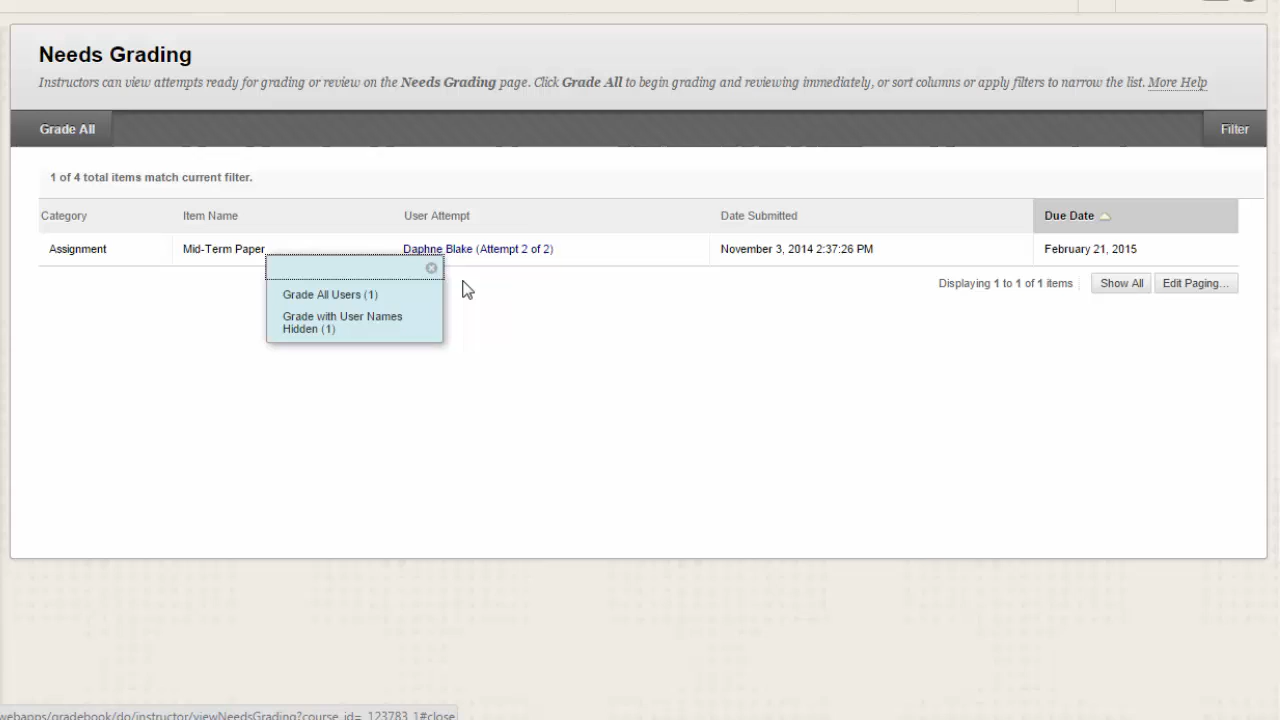 Needs Grading
Instructors can view attempts ready for grading or review on the Needs Grading page. Click Grade All to begin grading and reviewing immediately, or sort columns or apply filters to narrow the list. More Help
Grade All Filter
1 of 4 total items match current filter.
Category Item Name User Attempt Date Submitted Due Date
Assignment Mid-Term Paper Daphne Blake (Attempt 2 of 2) November 3, 2014 2:37:26 PM February 21, 2015
Displaying 1 to 1 of 1 items Show All Edit Paging...
Grade All Users (1)
Grade with User Names
Hidden (1)
webapps/gradebook/do/instructor/viewNeedsGrading?course_id=_123783_1#close